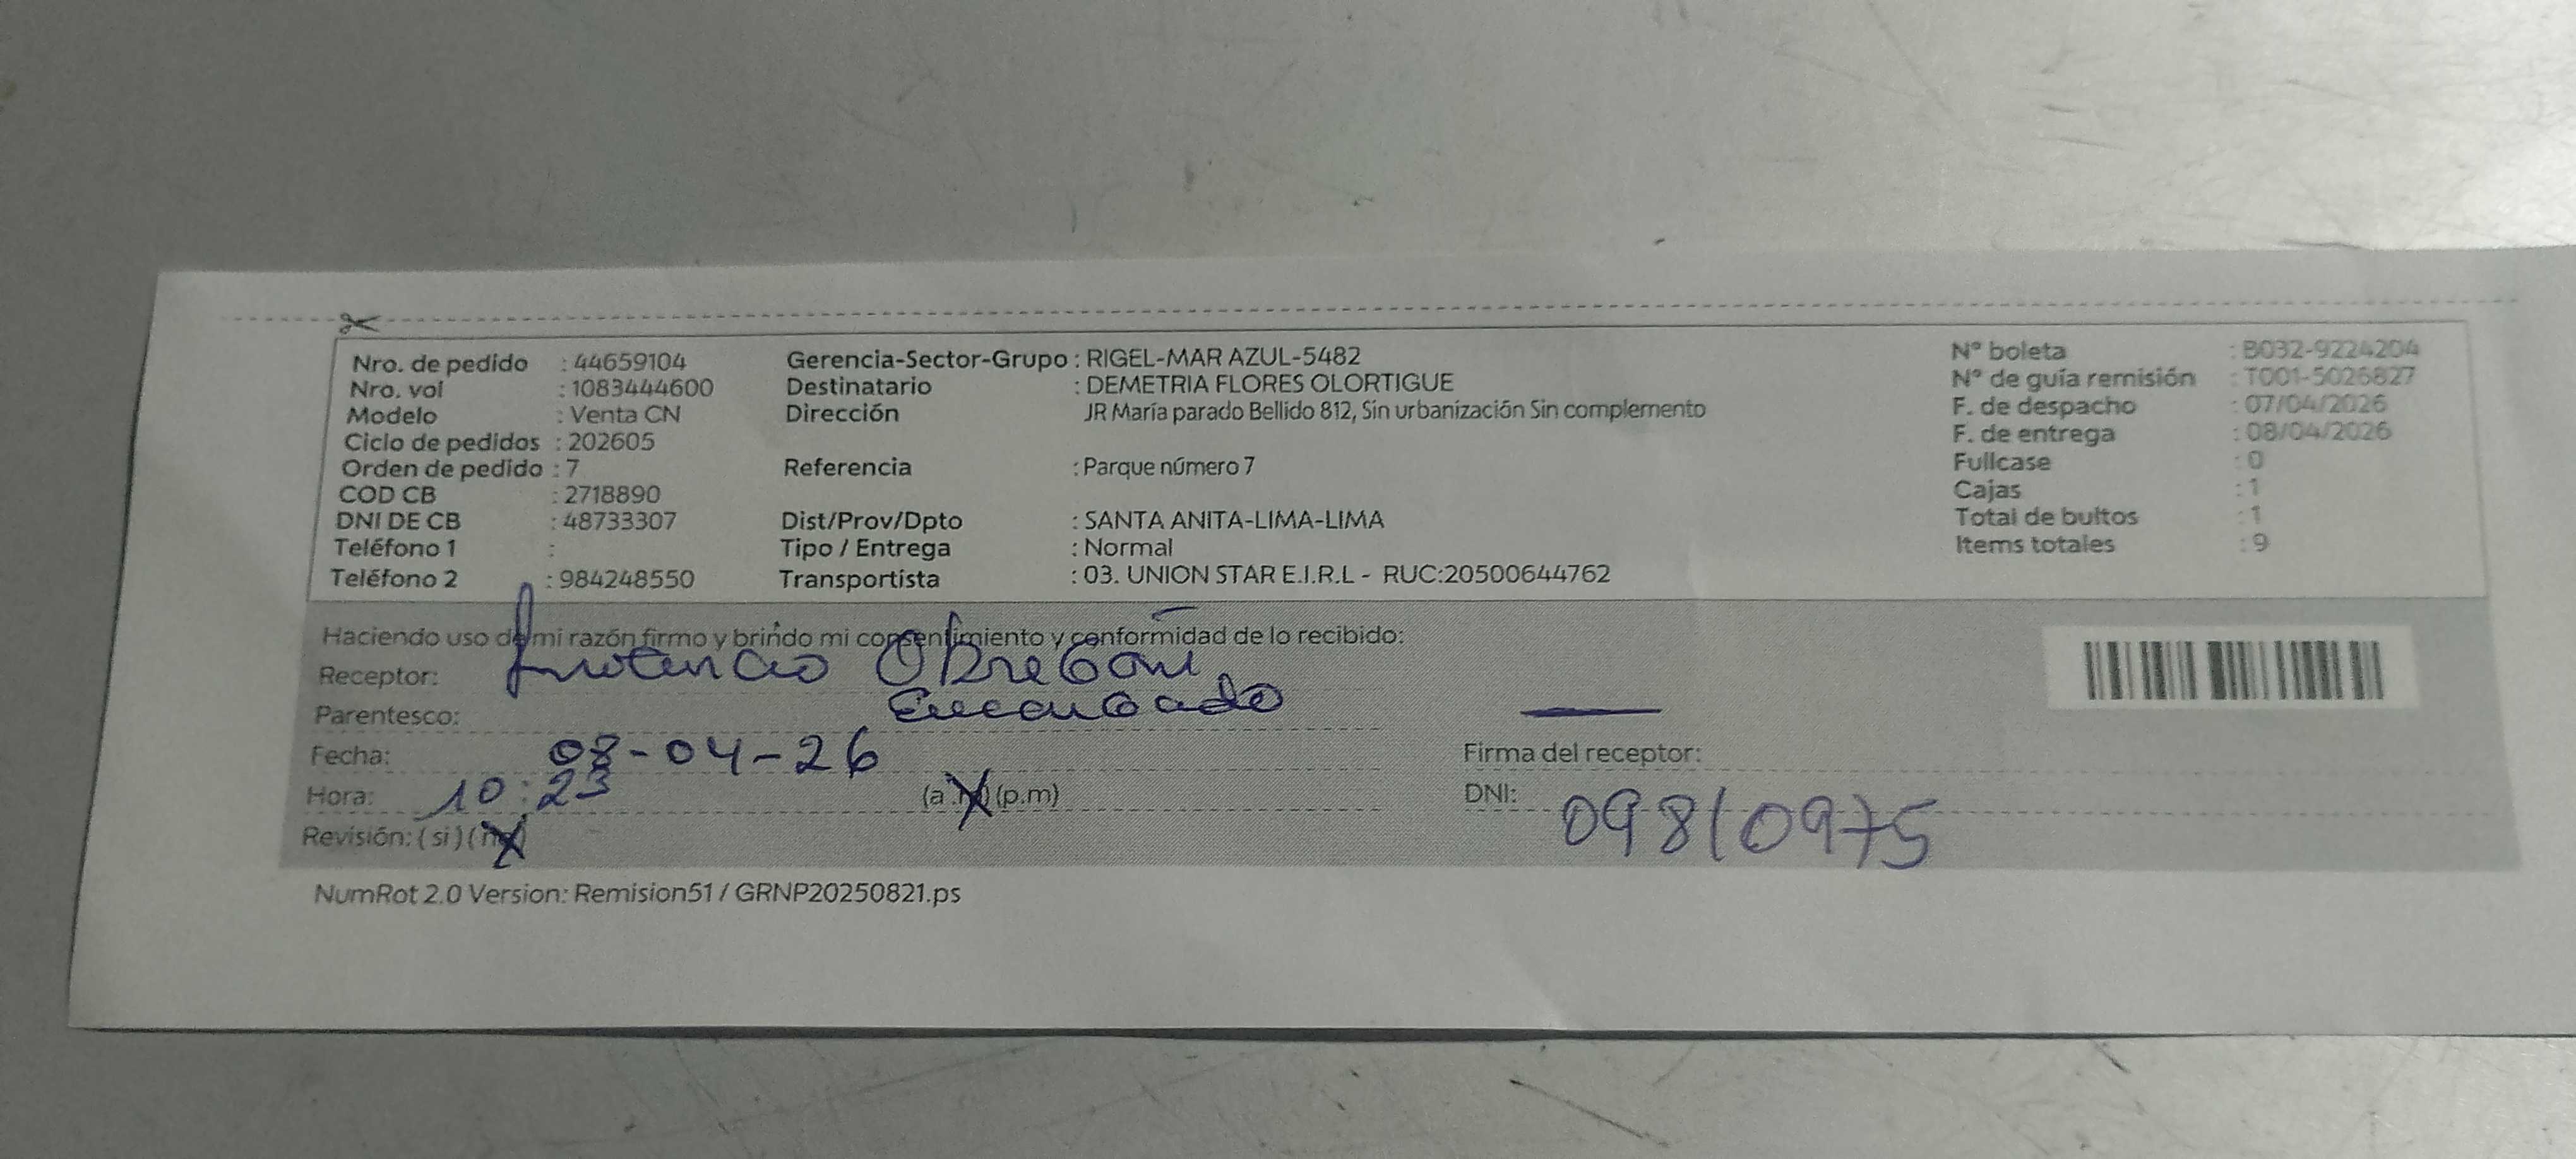 Nro. de pedido : 44659104
Nro. vol : 1083444600
Modelo : Venta CN
Ciclo de pedidos : 202605
Orden de pedido : 7
COD CB : 2718890
DNI DE CB : 48733307
Teléfono 1 :
Teléfono 2 : 984248550
Gerencia-Sector-Grupo : RIGEL-MAR AZUL-5482
Destinatario : DEMETRIA FLORES OLORTIGUE
Dirección JR María parado Bellido 812, Sin urbanización Sin complemento
Referencia : Parque número 7
Dist/Prov/Dpto : SANTA ANITA-LIMA-LIMA
Tipo / Entrega : Normal
Transportista : 03. UNION STAR E.I.R.L - RUC:20500644762
N° boleta : B032-9224204
N° de guía remisión : T001-5026827
F. de despacho : 07/04/2026
F. de entrega : 08/04/2026
Fullcase : 0
Cajas : 1
Total de bultos : 1
Items totales : 9
Haciendo uso de mi razón firmo y brindo mi consentimiento y conformidad de lo recibido:
Receptor: Obregon
Parentesco: Encargado
Fecha: 08-04-26
Hora: 10:23 (a.m) (p.m)
Revisión: ( si ) ( no )
Firma del receptor:
DNI: 09810975
NumRot 2.0 Version: Remision51 / GRNP20250821.ps